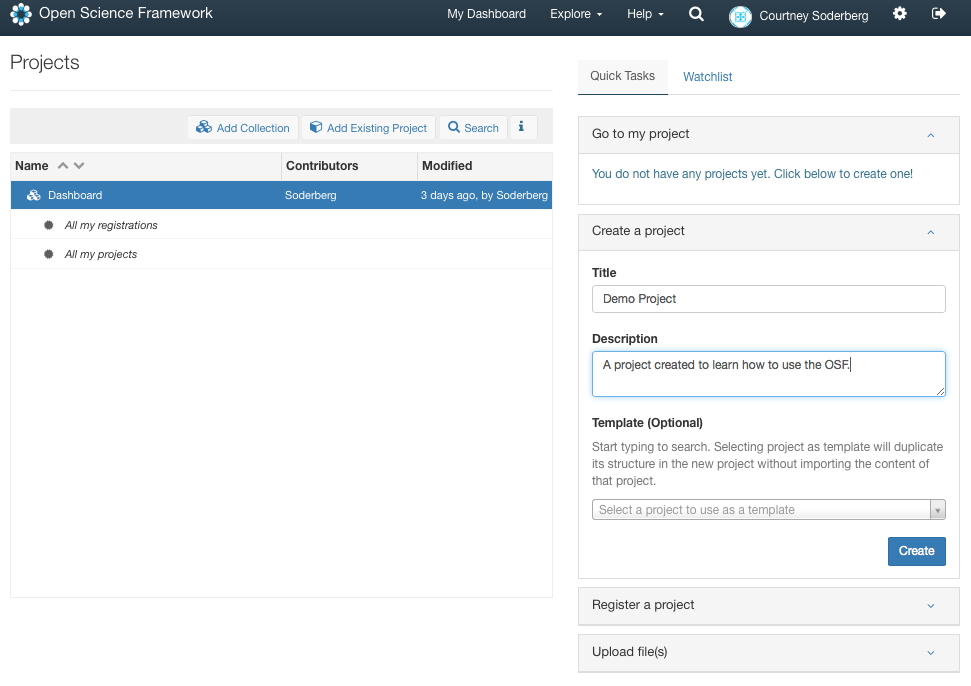 Open Science Framework
My Dashboard Explore Help Courtney Soderberg
Projects
Add Collection Add Existing Project Search
Name Contributors Modified
Dashboard Soderberg 3 days ago, by Soderberg
All my registrations
All my projects
Quick Tasks Watchlist
Go to my project
You do not have any projects yet. Click below to create one!
Create a project
Title
Demo Project
Description
A project created to learn how to use the OSF.
Template (Optional)
Start typing to search. Selecting project as template will duplicate
its structure in the new project without importing the content of
that project.
Select a project to use as a template
Create
Register a project
Upload file(s)